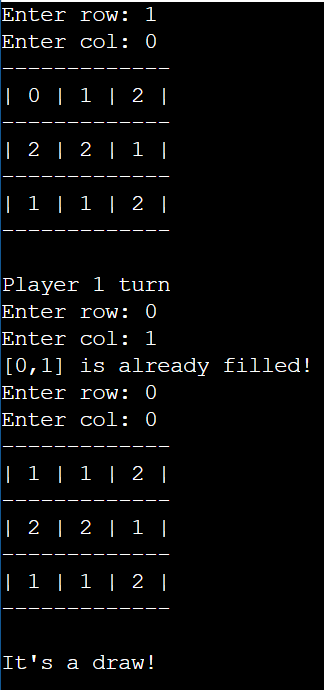 Enter row: 1
Enter col: 0
-------------
| 0 | 1 | 2 |
-------------
| 2 | 2 | 1 |
-------------
| 1 | 1 | 2 |
-------------
Player 1 turn
Enter row: 0
Enter col: 1
[0,1] is already filled!
Enter row: 0
Enter col: 0
-------------
| 1 | 1 | 2 |
-------------
| 2 | 2 | 1 |
-------------
| 1 | 1 | 2 |
-------------
It's a draw!